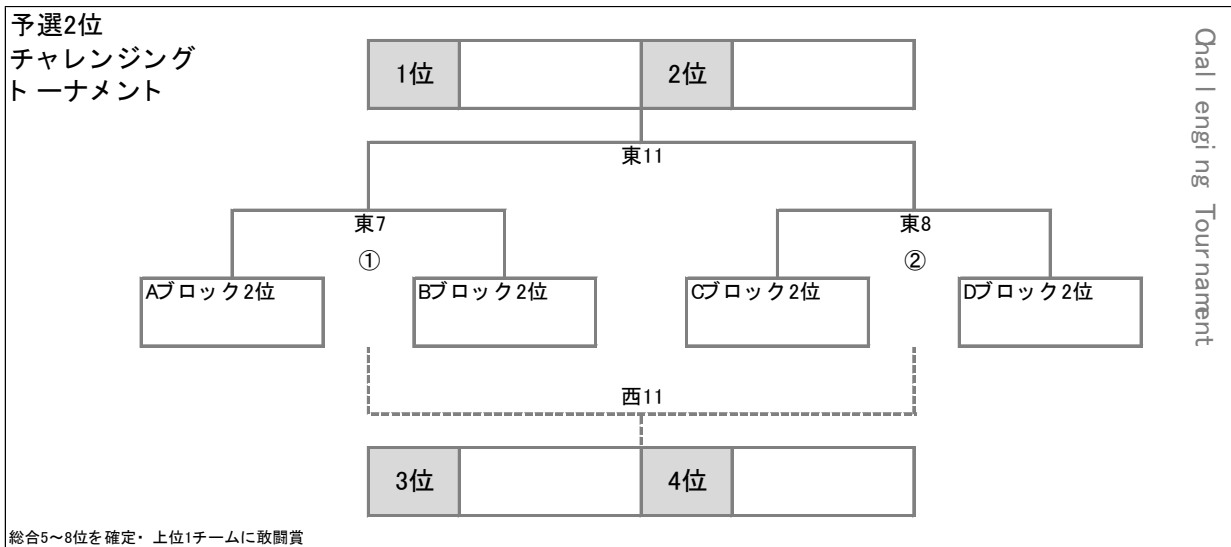 予選2位
チャレンジング
トーナメント
Challenging Tournament
1位
2位
東11
東7
東8
①
②
Aブロック2位
Bブロック2位
Cブロック2位
Dブロック2位
西11
3位
4位
総合5～8位を確定・上位1チームに敢闘賞